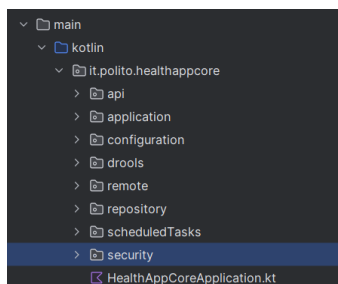 main
kotlin
it.polito.healthappcore
api
application
configuration
drools
remote
repository
scheduledTasks
security
HealthAppCoreApplication.kt